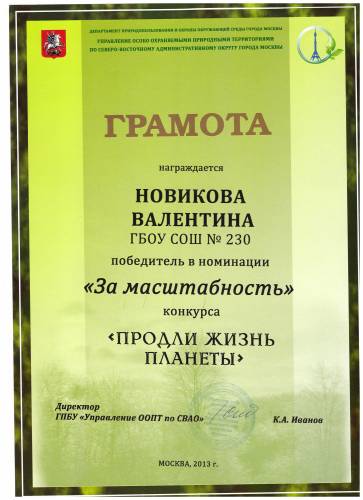 ДЕПАРТАМЕНТ ПРИРОДОПОЛЬЗОВАНИЯ И ОХРАНЫ ОКРУЖАЮЩЕЙ СРЕДЫ ГОРОДА МОСКВЫ
УПРАВЛЕНИЕ ОСОБО ОХРАНЯЕМЫМИ ПРИРОДНЫМИ ТЕРРИТОРИЯМИ
ПО СЕВЕРО-ВОСТОЧНОМУ АДМИНИСТРАТИВНОМУ ОКРУГУ ГОРОДА МОСКВЫ
ГРАМОТА
награждается
НОВИКОВА
ВАЛЕНТИНА
ГБОУ СОШ № 230
победитель в номинации
«За масштабность»
конкурса
«ПРОДЛИ ЖИЗНЬ
ПЛАНЕТЫ»
Директор
ГПБУ «Управление ООПТ по СВАО»
К.А. Иванов
МОСКВА, 2013 г.